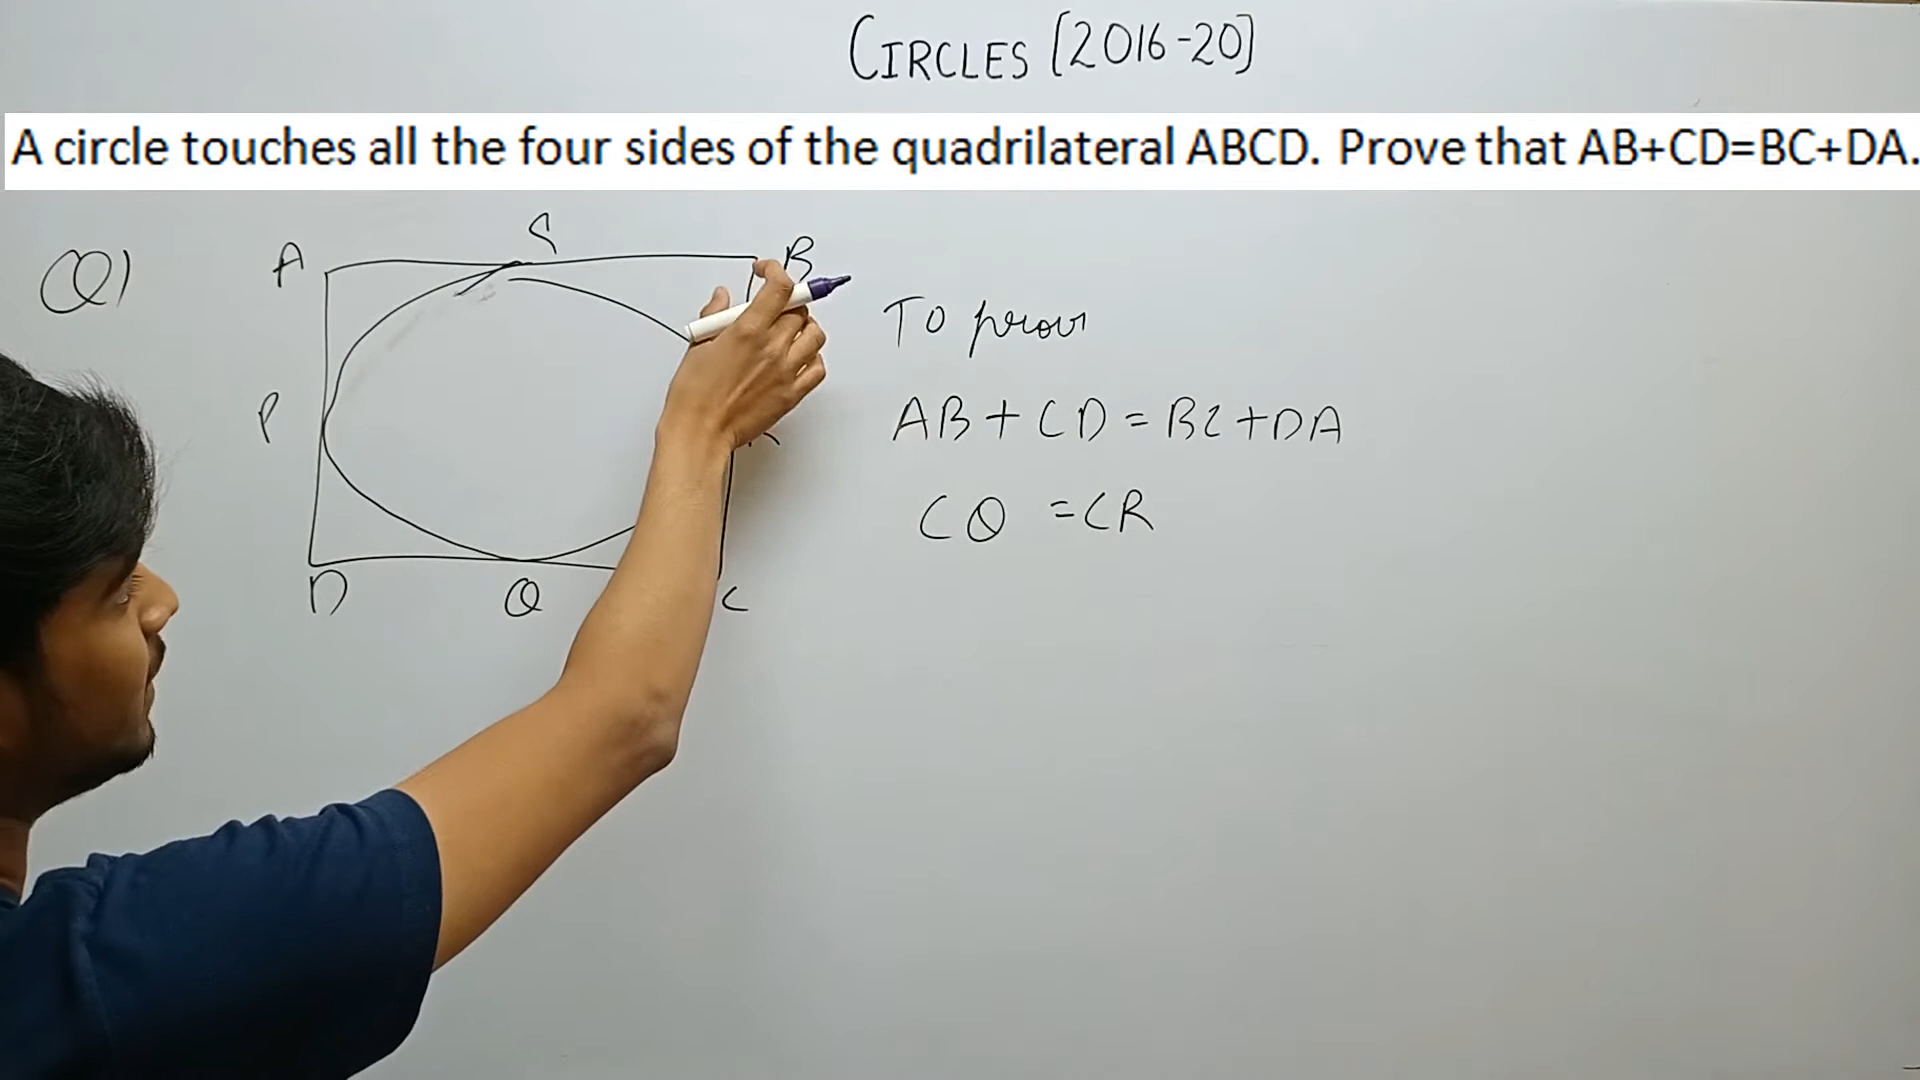 CIRCLES [2016-20]
A circle touches all the four sides of the quadrilateral ABCD. Prove that AB+CD=BC+DA.
Q1
S
A
B
To prov
P
R
AB + CD = BC + DA
CQ = CR
D
Q
C